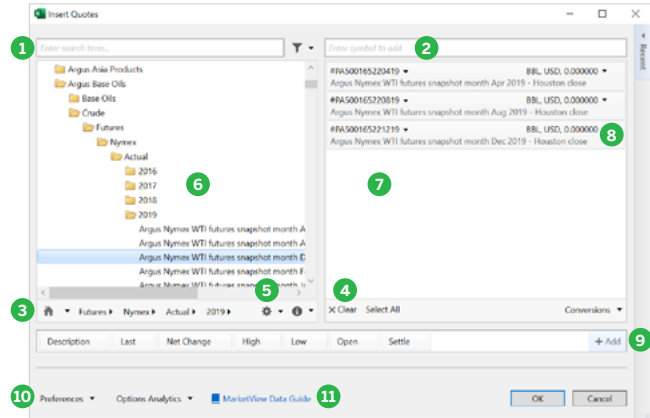 Insert Quotes
1 Enter search term... Enter symbol to add 2
Recent
Argus Asia Products
Argus Base Oils
Base Oils
Crude
Futures
Nymex
Actual
2016
2017
2018
2019
Argus Nymex WTI futures snapshot month A
Argus Nymex WTI futures snapshot month A
Argus Nymex WTI futures snapshot month D
Argus Nymex WTI futures snapshot month F
Argus Nymex WTI futures snapshot month
6
#PA500165220419 BBL, USD, 0.000000
Argus Nymex WTI futures snapshot month Apr 2019 - Houston close
#PA500165220819 BBL, USD, 0.000000
Argus Nymex WTI futures snapshot month Aug 2019 - Houston close
#PA500165221219 BBL, USD, 0.000000 8
Argus Nymex WTI futures snapshot month Dec 2019 - Houston close
7
5 4
3 Futures Nymex Actual 2019 Clear Select All Conversions
Description Last Net Change High Low Open Settle + Add 9
10 Preferences Options Analytics MarketView Data Guide 11 OK Cancel